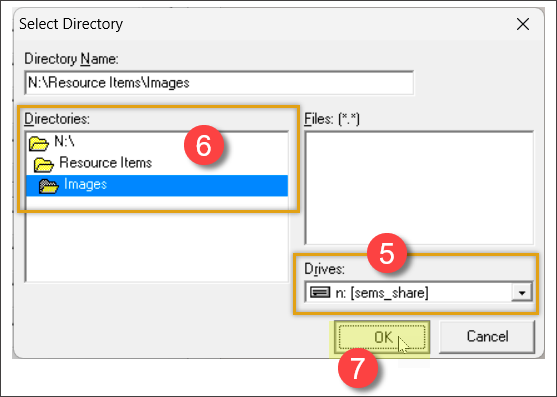 Select Directory
Directory Name:
N:\Resource Items\Images
Directories:
Files: (*.*)
6
N:\
Resource Items
Images
5
Drives:
n: [sems_share]
OK
Cancel
7